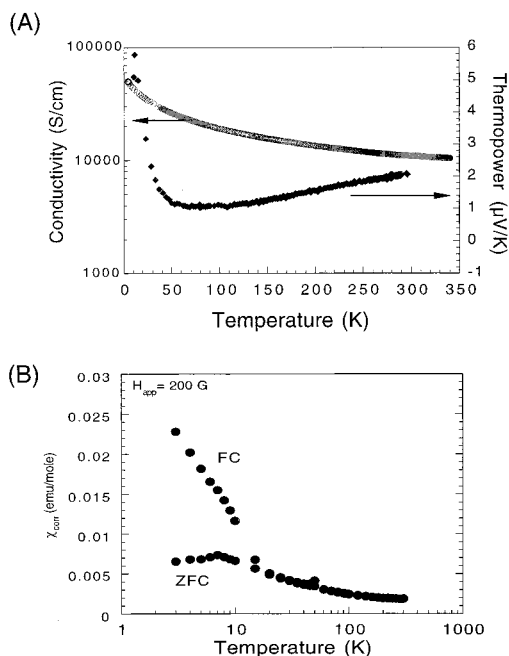 (A)
100000
10000
1000
Conductivity (S/cm)
6
5
4
3
2
1
0
-1
Thermopower (μV/K)
0 50 100 150 200 250 300 350
Temperature (K)
(B)
0.03
0.025
0.02
0.015
0.01
0.005
0
χcorr (emu/mole)
Happ= 200 G
FC
ZFC
1 10 100 1000
Temperature (K)